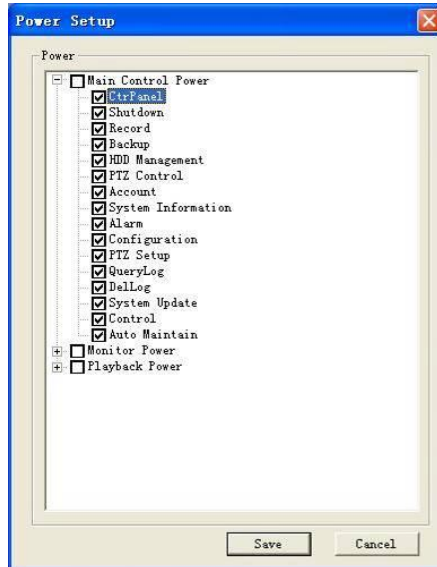 Power Setup
Power
Main Control Power
CtrPanel
Shutdown
Record
Backup
HDD Management
PTZ Control
Account
System Information
Alarm
Configuration
PTZ Setup
QueryLog
DelLog
System Update
Control
Auto Maintain
Monitor Power
Playback Power
Save Cancel